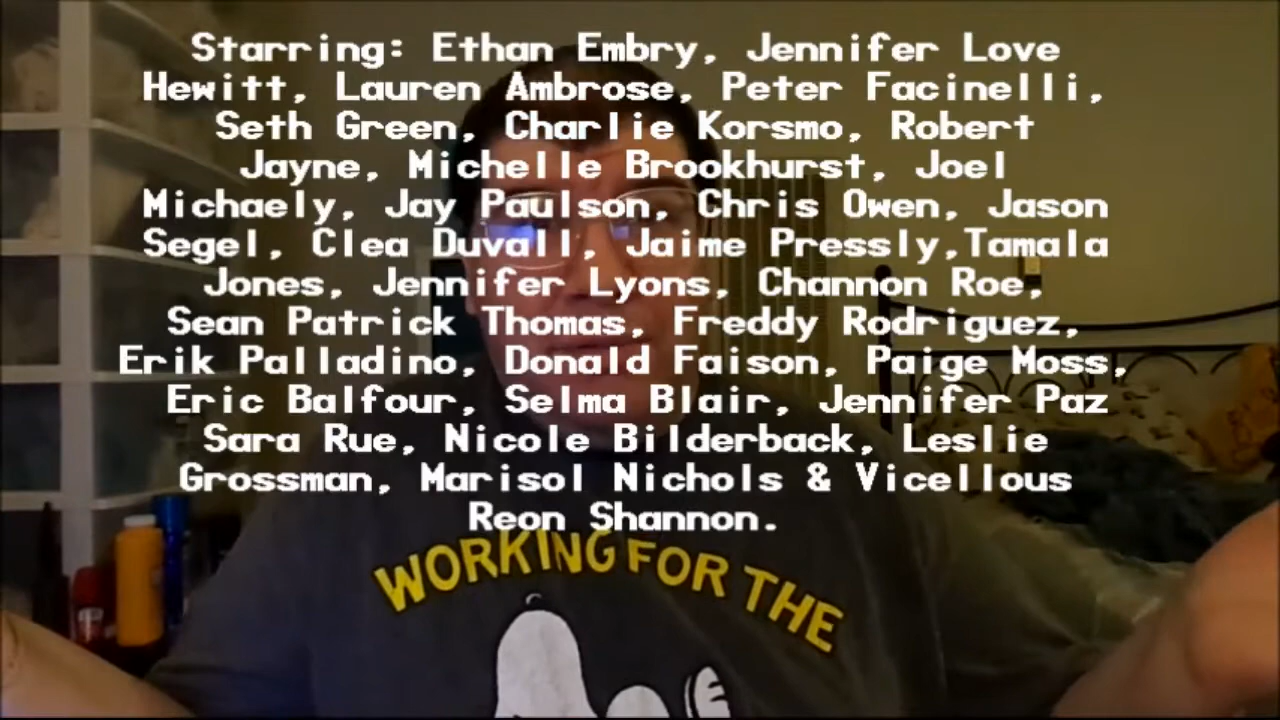 Starring: Ethan Embry, Jennifer Love
Hewitt, Lauren Ambrose, Peter Facinelli,
Seth Green, Charlie Korsmo, Robert
Jayne, Michelle Brookhurst, Joel
Michaely, Jay Paulson, Chris Owen, Jason
Segel, Clea Duvall, Jaime Pressly,Tamala
Jones, Jennifer Lyons, Channon Roe,
Sean Patrick Thomas, Freddy Rodriguez,
Erik Palladino, Donald Faison, Paige Moss,
Eric Balfour, Selma Blair, Jennifer Paz
Sara Rue, Nicole Bilderback, Leslie
Grossman, Marisol Nichols & Vicellous
Reon Shannon.
WORKING FOR THE